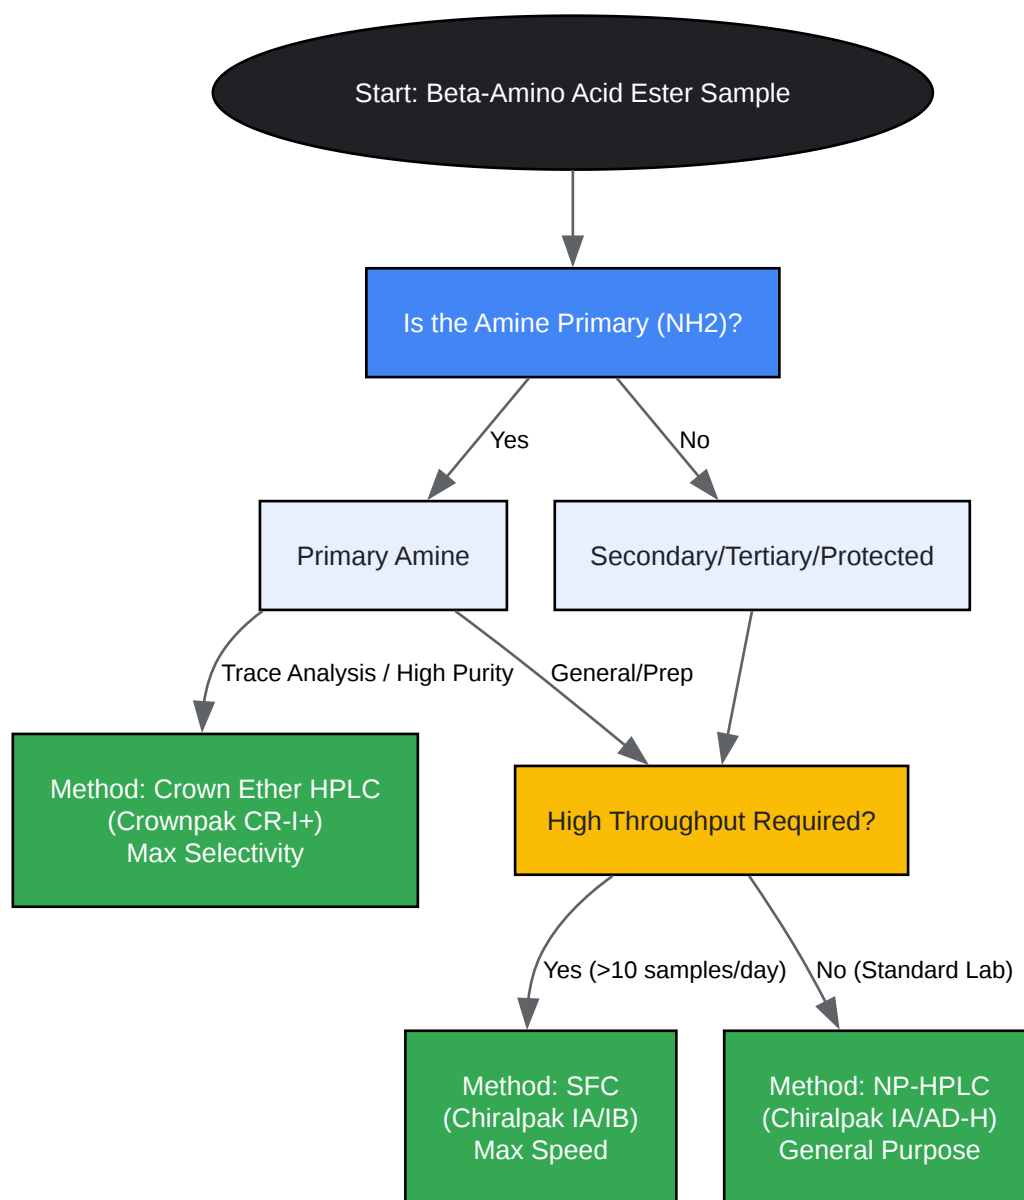 Start: Beta-Amino Acid Ester Sample
Is the Amine Primary (NH2)?
Yes
No
Primary Amine
Secondary/Tertiary/Protected
Trace Analysis / High Purity
General/Prep
Method: Crown Ether HPLC
(Crownpak CR-I+)
Max Selectivity
High Throughput Required?
Yes (>10 samples/day)
No (Standard Lab)
Method: SFC
(Chiralpak IA/IB)
Max Speed
Method: NP-HPLC
(Chiralpak IA/AD-H)
General Purpose